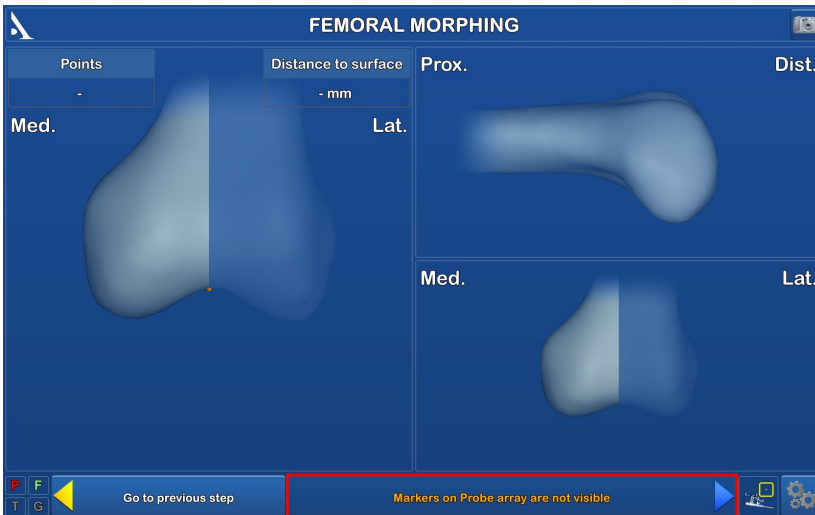 FEMORAL MORPHING
Points
-
Distance to surface
- mm
Med.
Lat.
Prox.
Dist.
Med.
Lat.
P F
T G
Go to previous step
Markers on Probe array are not visible